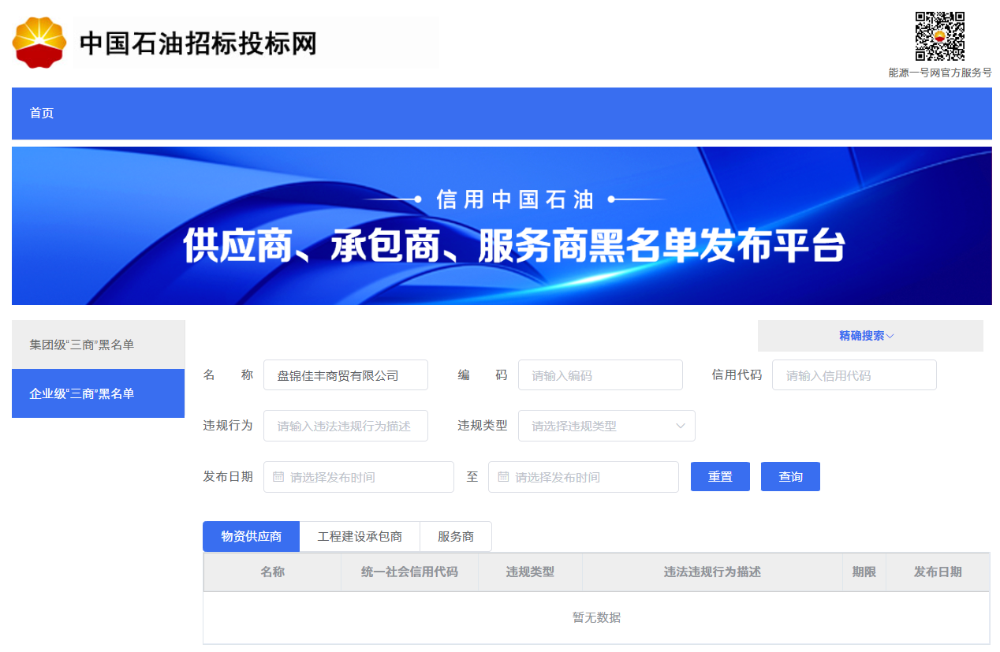 中国石油招标投标网
能源一号网官方服务号
首页
信用中国石油
供应商、承包商、服务商黑名单发布平台
集团级“三商”黑名单
企业级“三商”黑名单
精确搜索
名 称 盘锦佳丰商贸有限公司 编 码 请输入编码 信用代码 请输入信用代码
违规行为 请输入违法违规行为描述 违规类型 请选择违规类型
发布日期 请选择发布时间 至 请选择发布时间 重置 查询
物资供应商 工程建设承包商 服务商
名称 统一社会信用代码 违规类型 违法违规行为描述 期限 发布日期
暂无数据